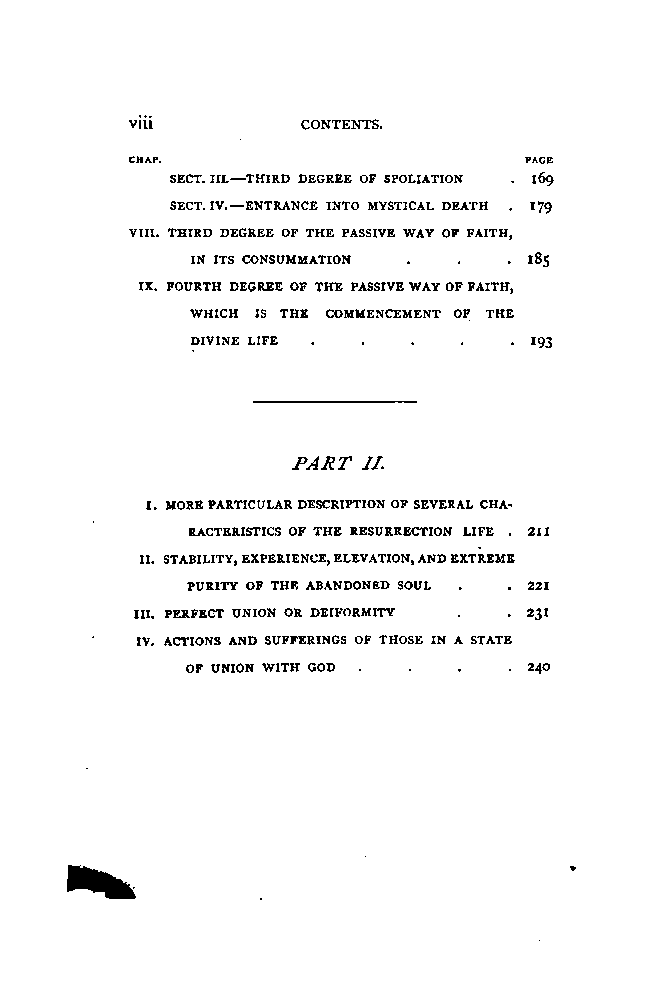 viii CONTENTS.
CHAP. PAGE
SECT. III.—THIRD DEGREE OF SPOLIATION . 169
SECT. IV.—ENTRANCE INTO MYSTICAL DEATH . 179
VIII. THIRD DEGREE OF THE PASSIVE WAY OF FAITH,
IN ITS CONSUMMATION . . . 185
IX. FOURTH DEGREE OF THE PASSIVE WAY OF FAITH,
WHICH IS THE COMMENCEMENT OF THE
DIVINE LIFE . . . . . 193
PART II.
I. MORE PARTICULAR DESCRIPTION OF SEVERAL CHA-
RACTERISTICS OF THE RESURRECTION LIFE . 211
II. STABILITY, EXPERIENCE, ELEVATION, AND EXTREME
PURITY OF THE ABANDONED SOUL . . 221
III. PERFECT UNION OR DEIFORMITY . . 231
IV. ACTIONS AND SUFFERINGS OF THOSE IN A STATE
OF UNION WITH GOD . . . . 240